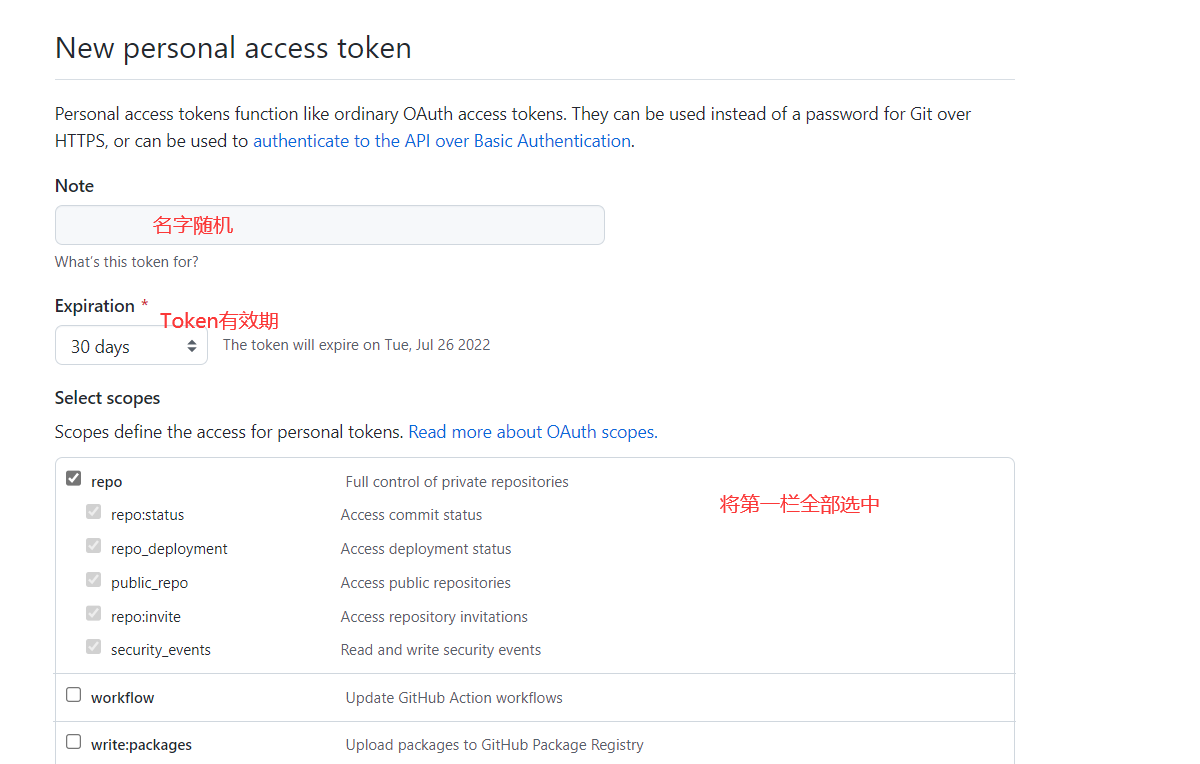 New personal access token
Personal access tokens function like ordinary OAuth access tokens. They can be used instead of a password for Git over
HTTPS, or can be used to authenticate to the API over Basic Authentication.
Note
名字随机
What's this token for?
Expiration *
Token有效期
30 days
The token will expire on Tue, Jul 26 2022
Select scopes
Scopes define the access for personal tokens. Read more about OAuth scopes.
repo Full control of private repositories
将第一栏全部选中
repo:status Access commit status
repo_deployment Access deployment status
public_repo Access public repositories
repo:invite Access repository invitations
security_events Read and write security events
workflow Update GitHub Action workflows
write:packages Upload packages to GitHub Package Registry